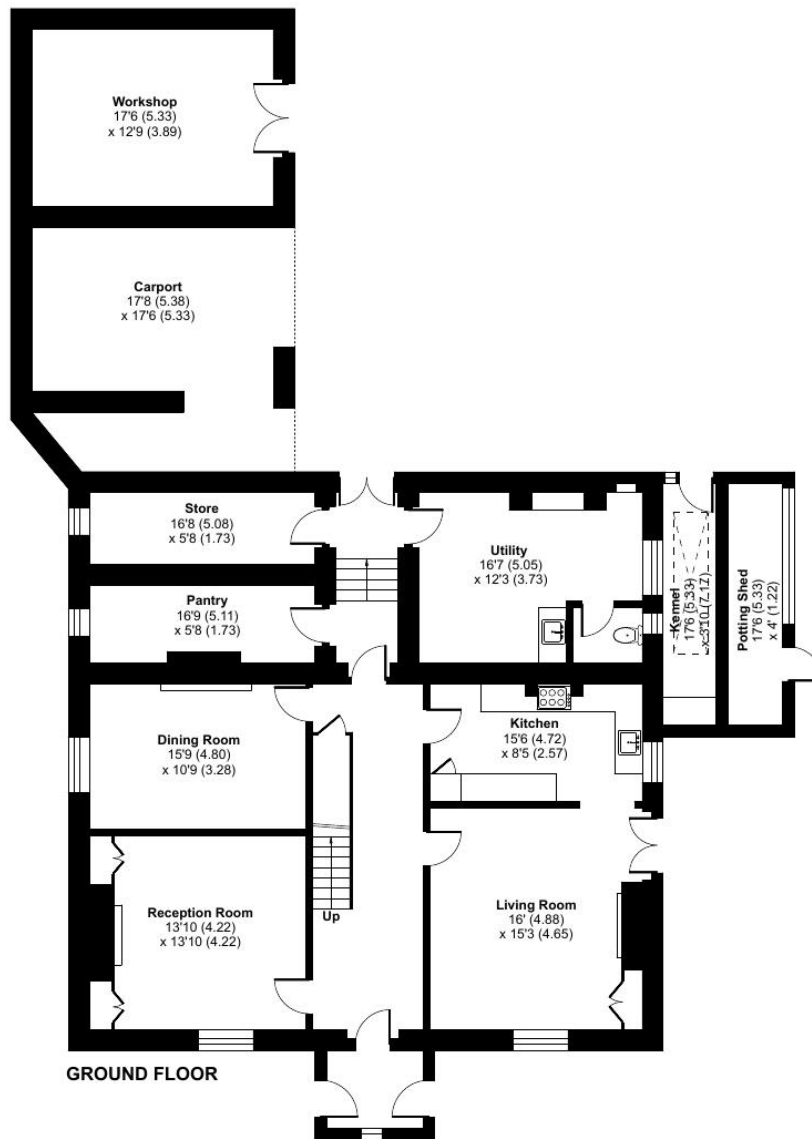 Workshop
17'6 (5.33)
x 12'9 (3.89)
Carport
17'8 (5.38)
x 17'6 (5.33)
Store
16'8 (5.08)
x 5'8 (1.73)
Utility
16'7 (5.05)
x 12'3 (3.73)
Kennel
17'6 (5.33)
x 3'10 (7.17)
Potting Shed
17'6 (5.33)
x 4' (1.22)
Pantry
16'9 (5.11)
x 5'8 (1.73)
Dining Room
15'9 (4.80)
x 10'9 (3.28)
Kitchen
15'6 (4.72)
x 8'5 (2.57)
Reception Room
13'10 (4.22)
x 13'10 (4.22)
Up
Living Room
16' (4.88)
x 15'3 (4.65)
GROUND FLOOR